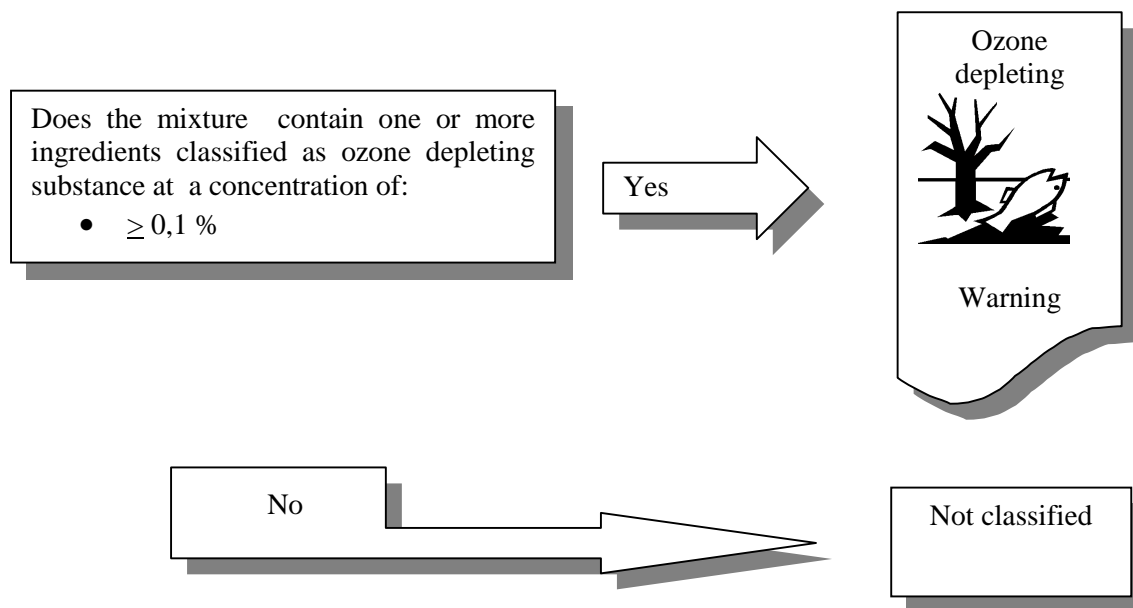 Does the mixture contain one or more
ingredients classified as ozone depleting
substance at a concentration of:
• ≥ 0,1 %
Yes
Ozone
depleting
Warning
No
Not classified